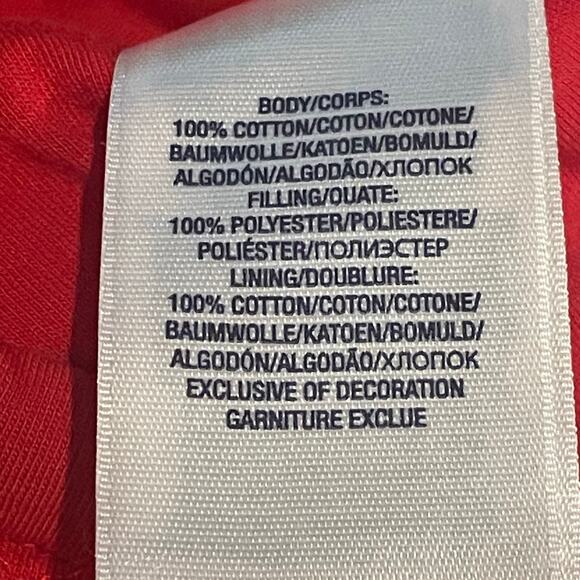 BODY/CORPS:
100% COTTON/COTON/COTONE/
BAUMWOLLE/KATOEN/BOMULD/
ALGODÓN/ALGODÃO/ХЛОПОК
FILLING/OUATE:
100% POLYESTER/POLIESTERE/
POLIÉSTER/ПОЛИЭСТЕР
LINING/DOUBLURE:
100% COTTON/COTON/COTONE/
BAUMWOLLE/KATOEN/BOMULD/
ALGODÓN/ALGODÃO/ХЛОПОК
EXCLUSIVE OF DECORATION
GARNITURE EXCLUE